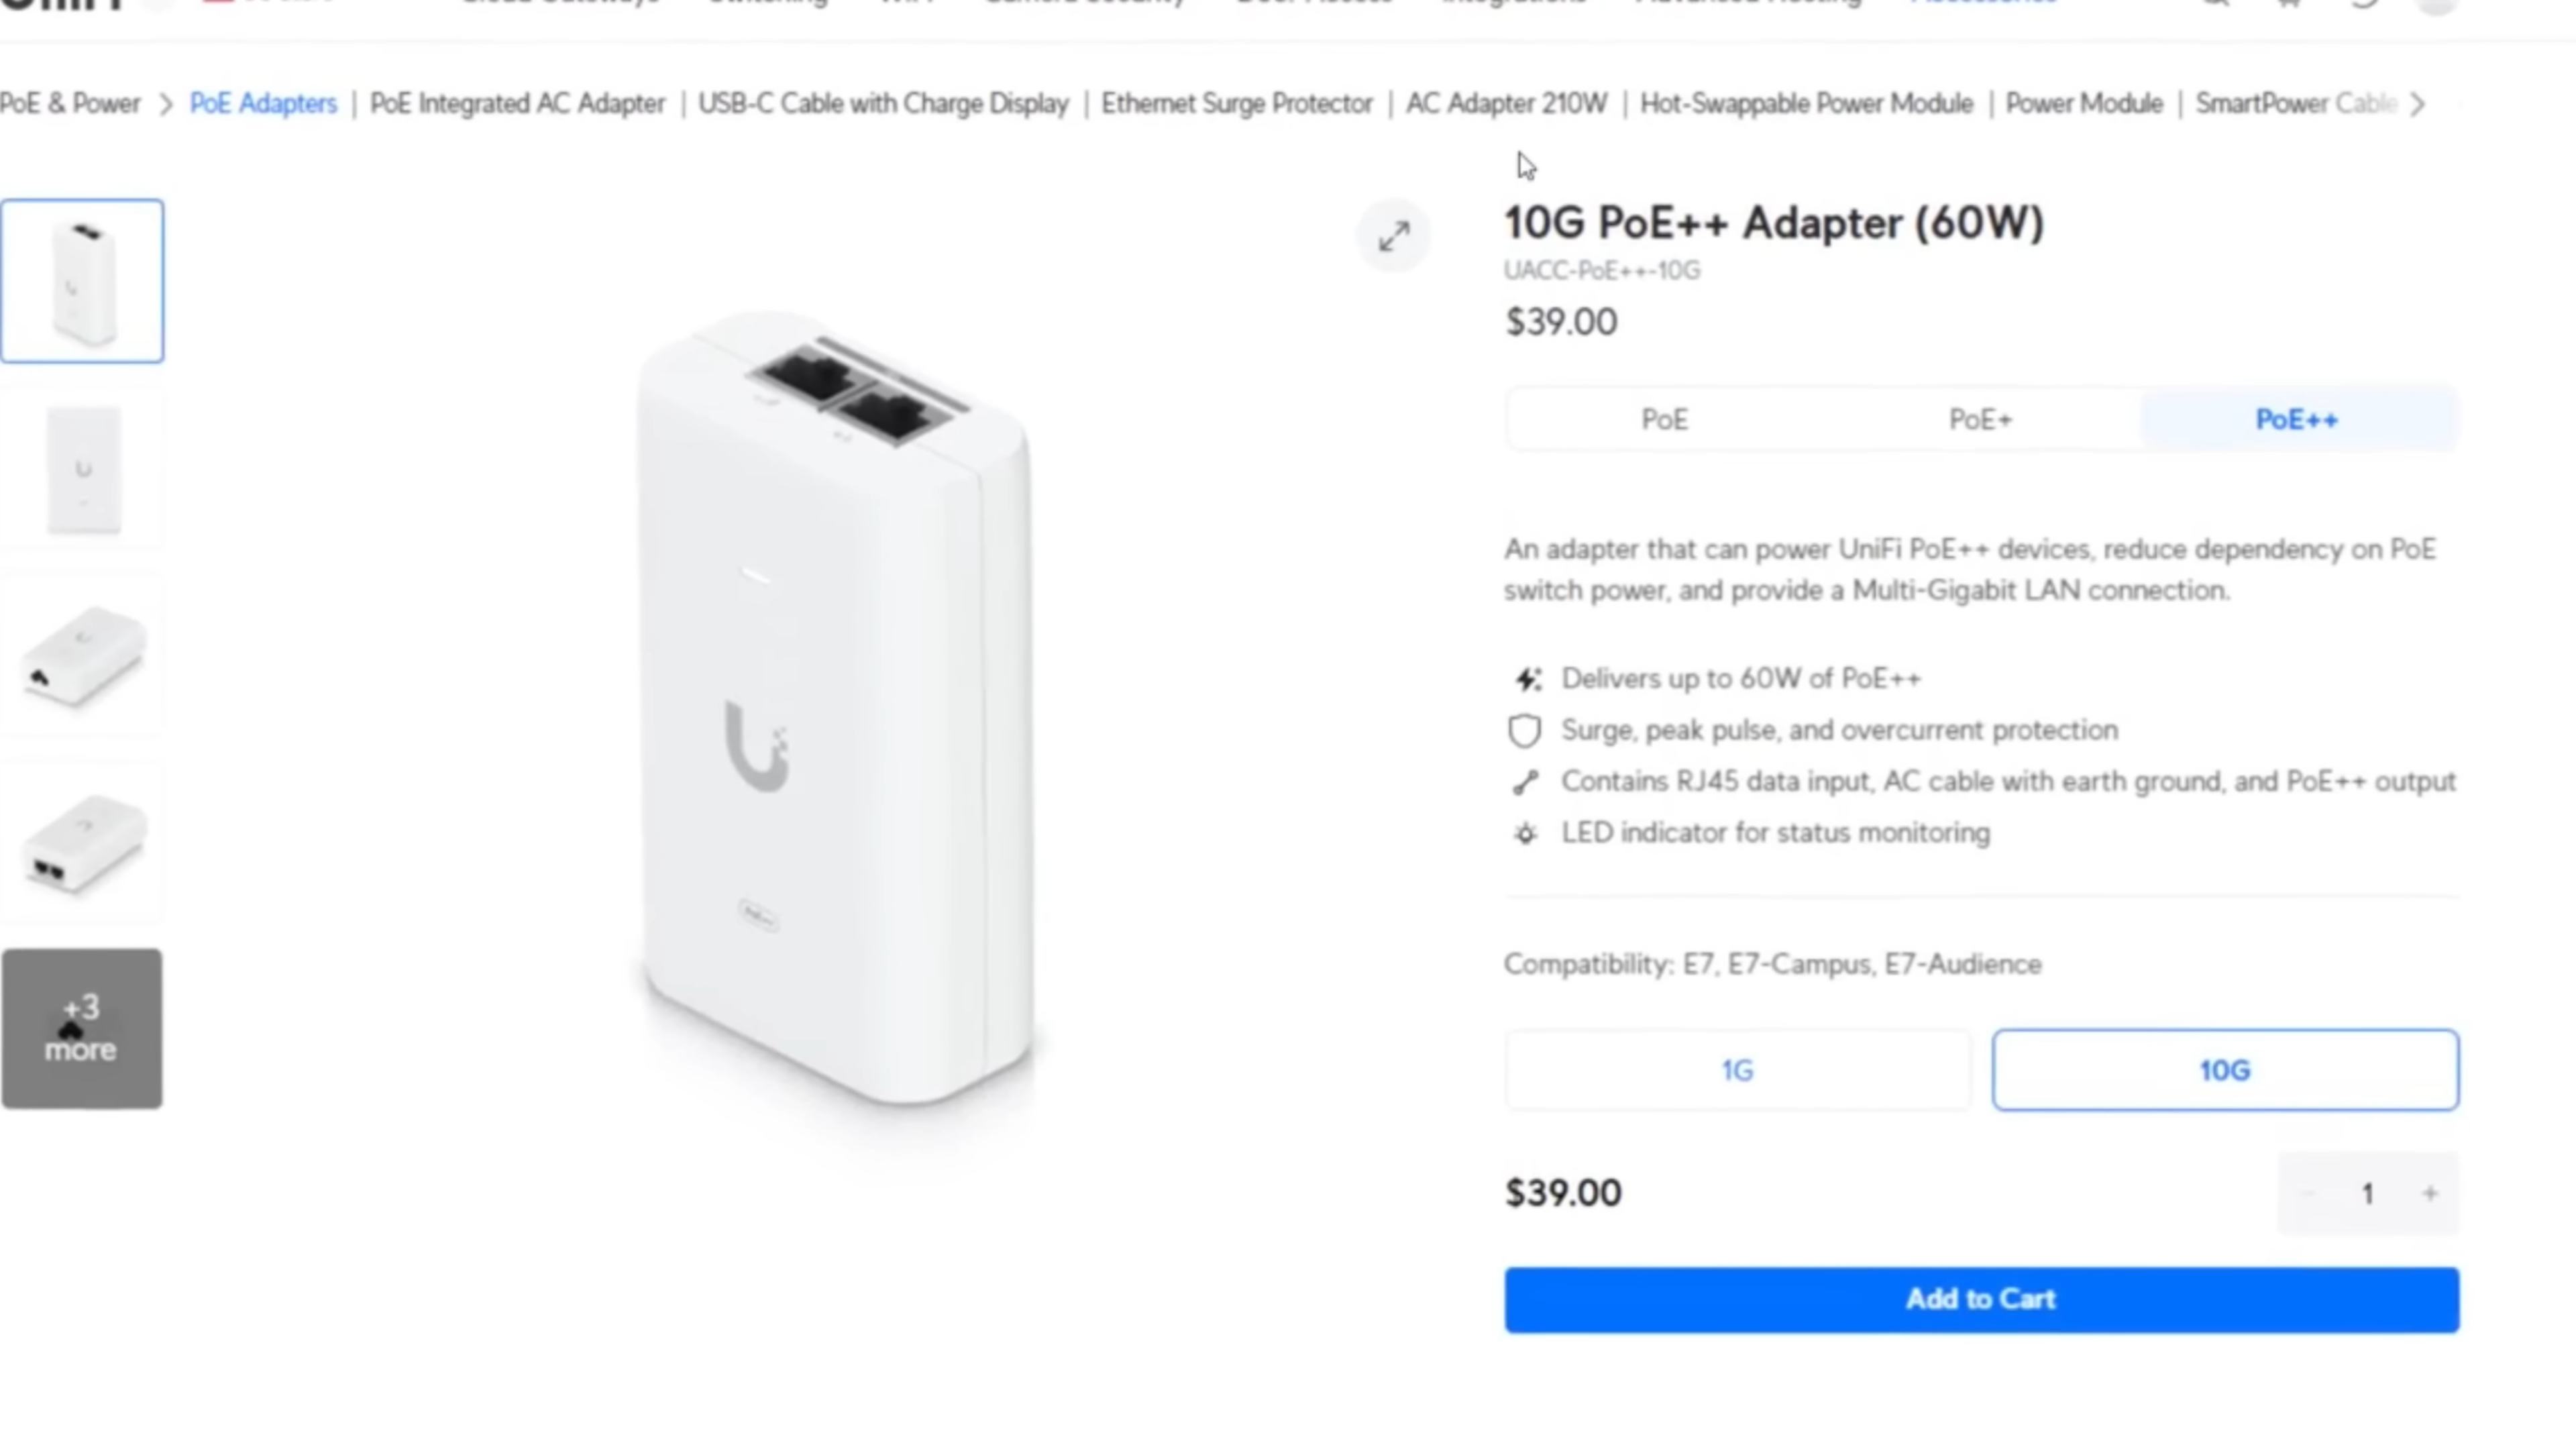 PoE & Power > PoE Adapters | PoE Integrated AC Adapter | USB-C Cable with Charge Display | Ethernet Surge Protector | AC Adapter 210W | Hot-Swappable Power Module | Power Module | SmartPower Cable >
10G PoE++ Adapter (60W)
UACC-PoE++-10G
$39.00
PoE PoE+ PoE++
An adapter that can power UniFi PoE++ devices, reduce dependency on PoE
switch power, and provide a Multi-Gigabit LAN connection.
Delivers up to 60W of PoE++
Surge, peak pulse, and overcurrent protection
Contains RJ45 data input, AC cable with earth ground, and PoE++ output
LED indicator for status monitoring
Compatibility: E7, E7-Campus, E7-Audience
1G 10G
$39.00
- 1 +
Add to Cart
+3
more